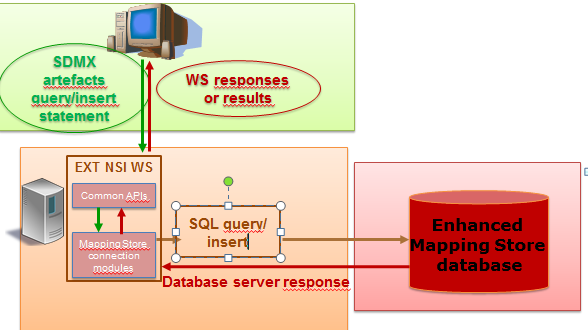 SDMX
artefacts
query/insert
statement
WS responses
or results
EXT NSI WS
Common APIs
Mapping Store
connection
modules
SQL query/
insert
Enhanced
Mapping Store
database
Database server response